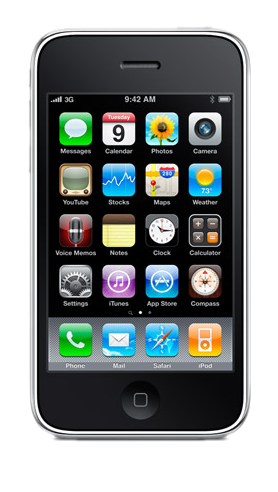 3G 9:42 AM
Tuesday
9
280
Messages Calendar Photos Camera
YouTube Stocks Maps Weather
73°
Voice Memos Notes Clock Calculator
Settings iTunes App Store Compass
Phone Mail Safari iPod